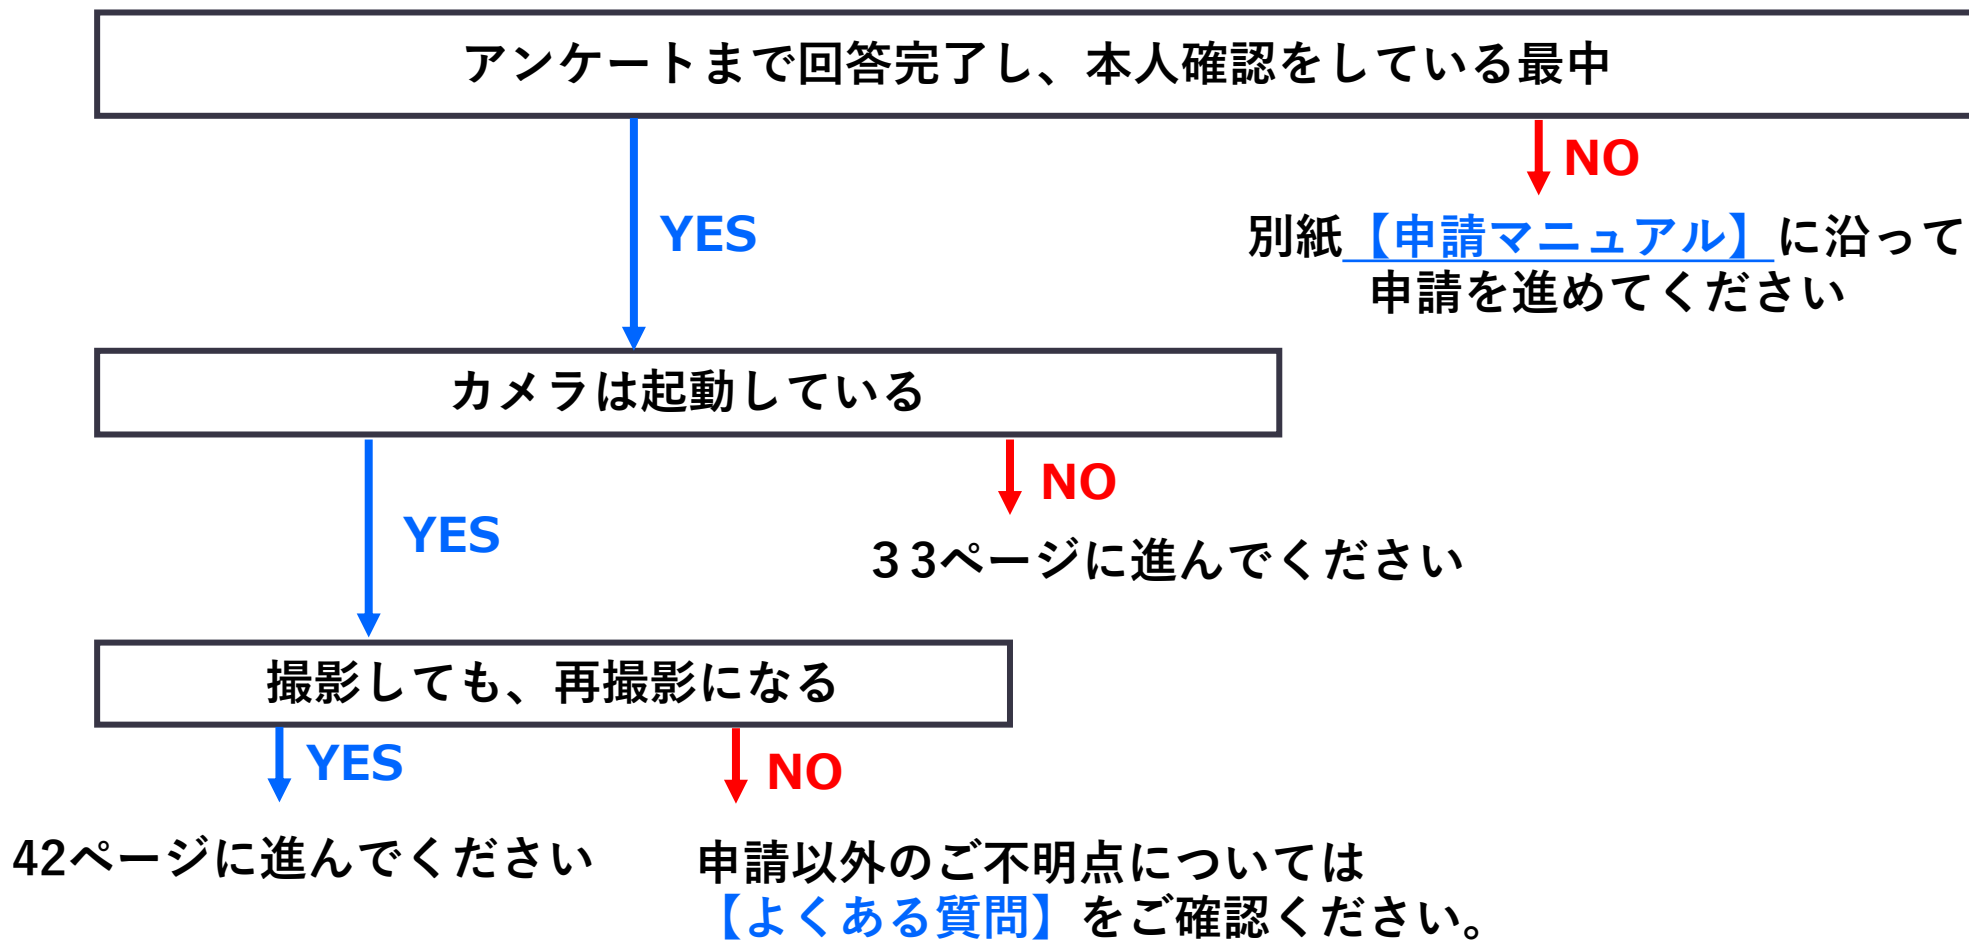 アンケートまで回答完了し、本人確認をしている最中
NO
YES
別紙【申請マニュアル】に沿って
申請を進めてください
カメラは起動している
NO
YES
３３ページに進んでください
撮影しても、再撮影になる
YES
NO
42ページに進んでください
申請以外のご不明点については
【よくある質問】をご確認ください。